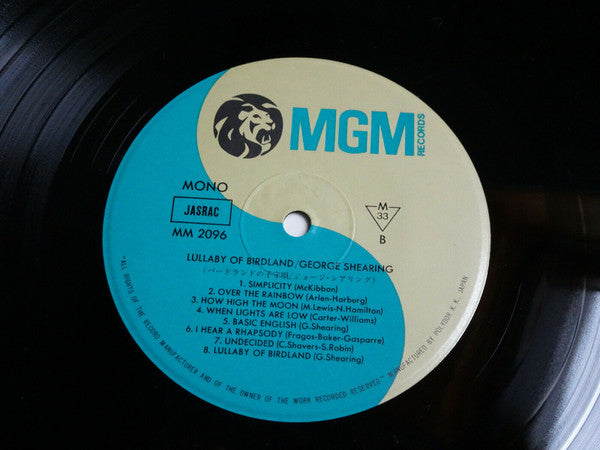 MGM
RECORDS
MONO
JASRAC
MM 2096
M
33
B
LULLABY OF BIRDLAND/GEORGE SHEARING
(バードランドの子守唄/ジョージ・シアリング)
1. SIMPLICITY (McKibbon)
2. OVER THE RAINBOW (Arlen-Harburg)
3. HOW HIGH THE MOON (M.Lewis-N.Hamilton)
4. WHEN LIGHTS ARE LOW (Carter-Williams)
5. BASIC ENGLISH (G.Shearing)
6. I HEAR A RHAPSODY (Fragos-Baker-Gasparre)
7. UNDECIDED (C.Shavers-S.Robin)
8. LULLABY OF BIRDLAND (G.Shearing)
"ALL RIGHTS OF THE RECORD MANUFACTURER AND OF THE OWNER OF THE WORK RECORDED RESERVED." MANUFACTURED BY POLYDOR K. K. JAPAN